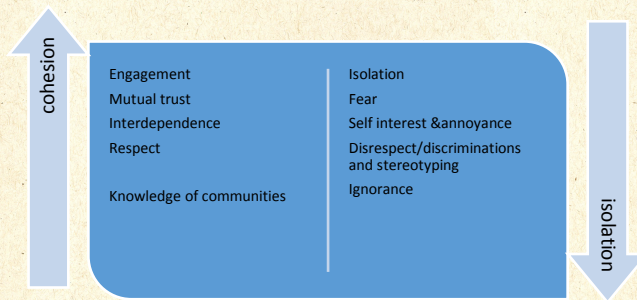 cohesion
Engagement
Mutual trust
Interdependence
Respect
Knowledge of communities
Isolation
Fear
Self interest &annoyance
Disrespect/discriminations
and stereotyping
Ignorance
isolation